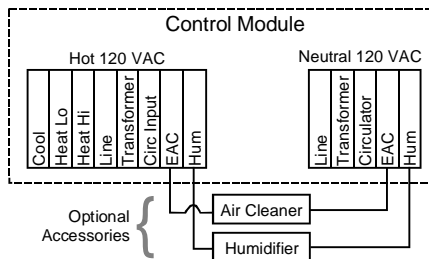 Control Module
Hot 120 VAC
Neutral 120 VAC
Cool
Heat Lo
Heat Hi
Line
Transformer
Circ Input
EAC
Hum
Line
Transformer
Circulator
EAC
Hum
Optional
Accessories
Air Cleaner
Humidifier